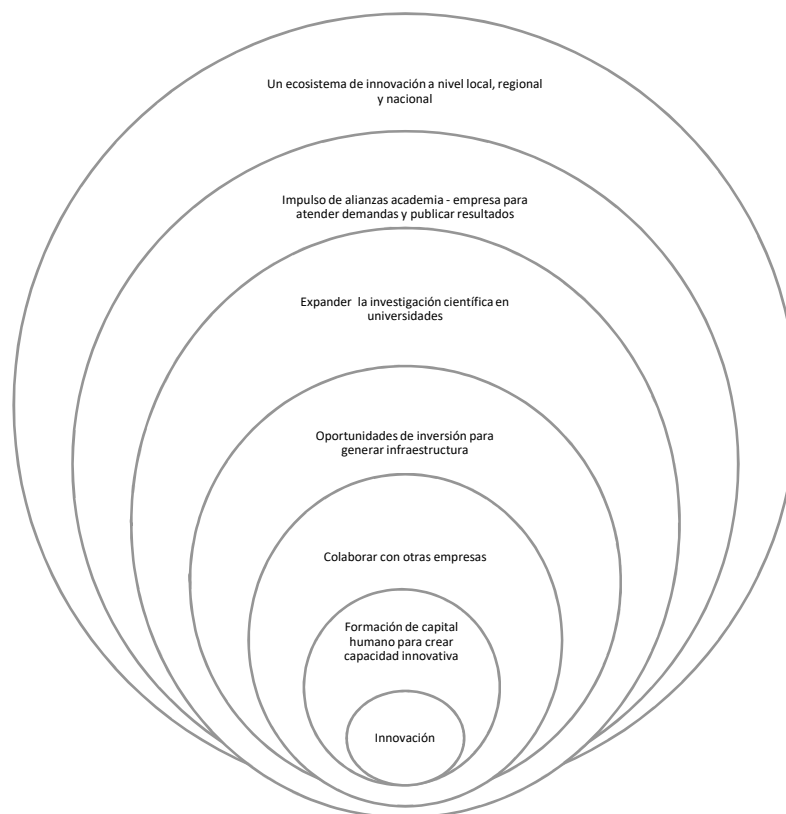 Un ecosistema de innovación a nivel local, regional
y nacional
Impulso de alianzas academia - empresa para
atender demandas y publicar resultados
Expander  la investigación científica en
universidades
Oportunidades de inversión para
generar infraestructura
Colaborar con otras empresas
Formación de capital
humano para crear
capacidad innovativa
Innovación